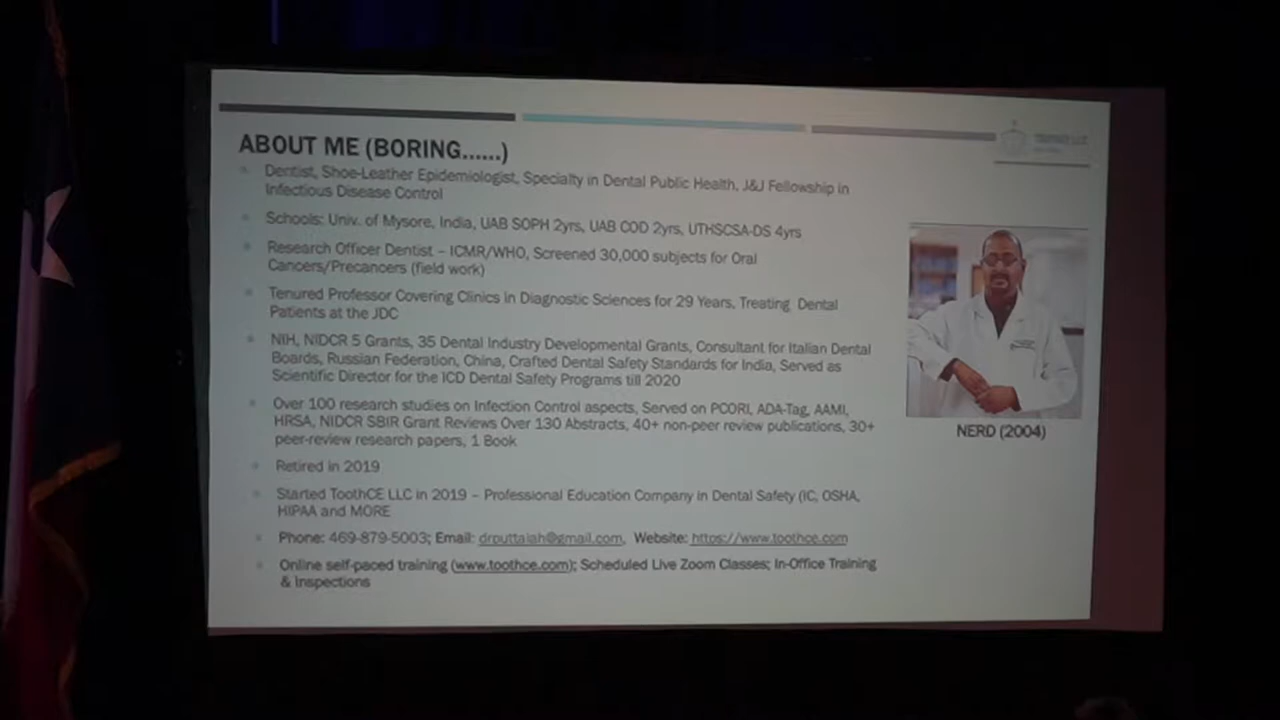 ABOUT ME (BORING......)
Dentist, Shoe-Leather Epidemiologist, Specialty in Dental Public Health, J&J Fellowship in
Infectious Disease Control
Schools: Univ. of Mysore, India, UAB SOPH 2yrs, UAB COD 2yrs, UTHSCSA-DS 4yrs
Research Officer Dentist – ICMR/WHO, Screened 30,000 subjects for Oral
Cancers/Precancers (field work)
Tenured Professor Covering Clinics in Diagnostic Sciences for 29 Years, Treating Dental
Patients at the JDC
NIH, NIDCR 5 Grants, 35 Dental Industry Developmental Grants, Consultant for Italian Dental
Boards, Russian Federation, China, Crafted Dental Safety Standards for India, Served as
Scientific Director for the ICD Dental Safety Programs till 2020
Over 100 research studies on Infection Control aspects, Served on PCORI, ADA-Tag, AAMI,
HRSA, NIDCR SBIR Grant Reviews Over 130 Abstracts, 40+ non-peer review publications, 30+
peer-review research papers, 1 Book
Retired in 2019
Started ToothCE LLC in 2019 – Professional Education Company in Dental Safety (IC, OSHA,
HIPAA and MORE
Phone: 469-879-5003; Email: drputtaiah@gmail.com, Website: https://www.toothce.com
Online self-paced training (www.toothce.com); Scheduled Live Zoom Classes; In-Office Training
& Inspections
NERD (2004)